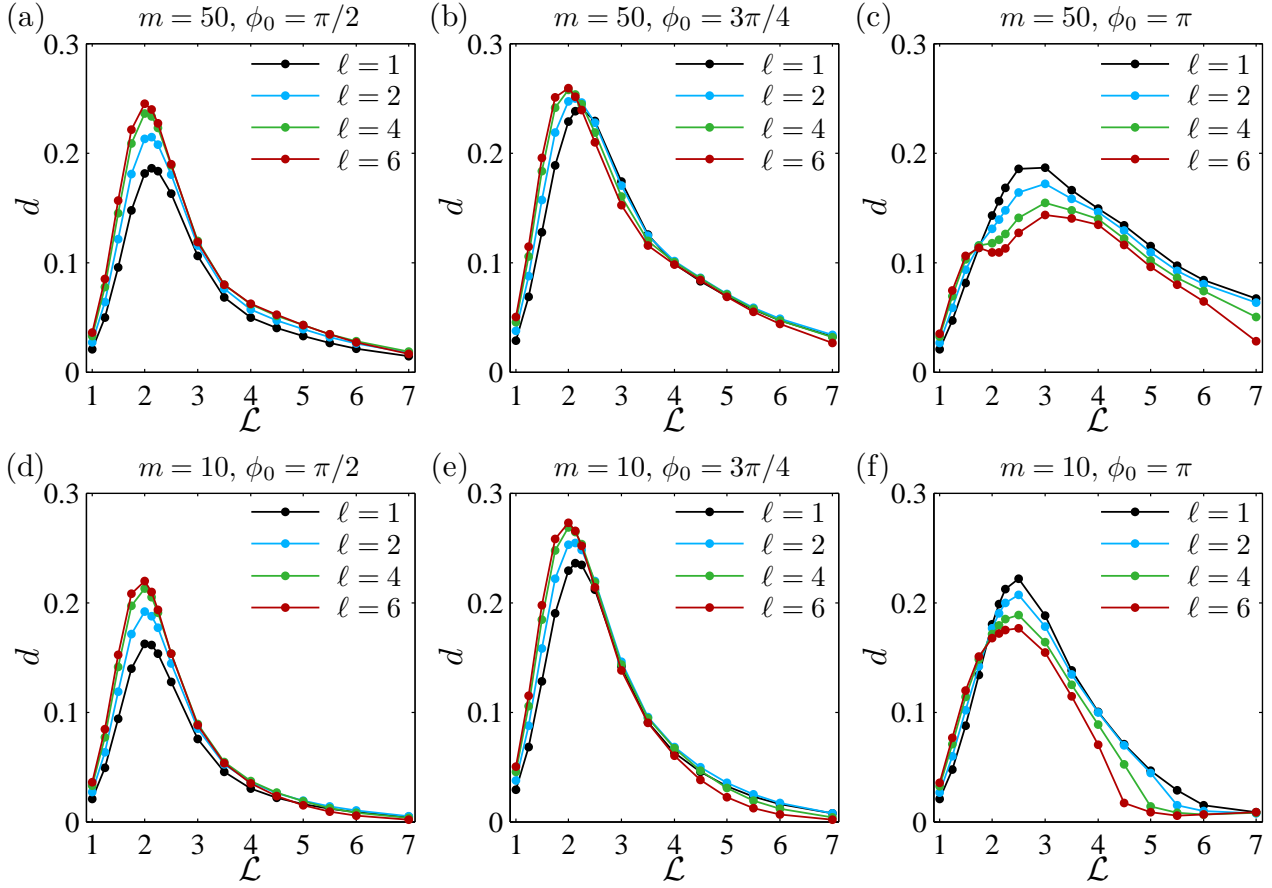 (a) m = 50, ϕ₀ = π/2
0.3
0.2
0.1
0
d
ℓ = 1
ℓ = 2
ℓ = 4
ℓ = 6
1 2 3 4 5 6 7
ℒ
(b) m = 50, ϕ₀ = 3π/4
0.3
0.2
0.1
0
d
ℓ = 1
ℓ = 2
ℓ = 4
ℓ = 6
1 2 3 4 5 6 7
ℒ
(c) m = 50, ϕ₀ = π
0.3
0.2
0.1
0
d
ℓ = 1
ℓ = 2
ℓ = 4
ℓ = 6
1 2 3 4 5 6 7
ℒ
(d) m = 10, ϕ₀ = π/2
0.3
0.2
0.1
0
d
ℓ = 1
ℓ = 2
ℓ = 4
ℓ = 6
1 2 3 4 5 6 7
ℒ
(e) m = 10, ϕ₀ = 3π/4
0.3
0.2
0.1
0
d
ℓ = 1
ℓ = 2
ℓ = 4
ℓ = 6
1 2 3 4 5 6 7
ℒ
(f) m = 10, ϕ₀ = π
0.3
0.2
0.1
0
d
ℓ = 1
ℓ = 2
ℓ = 4
ℓ = 6
1 2 3 4 5 6 7
ℒ